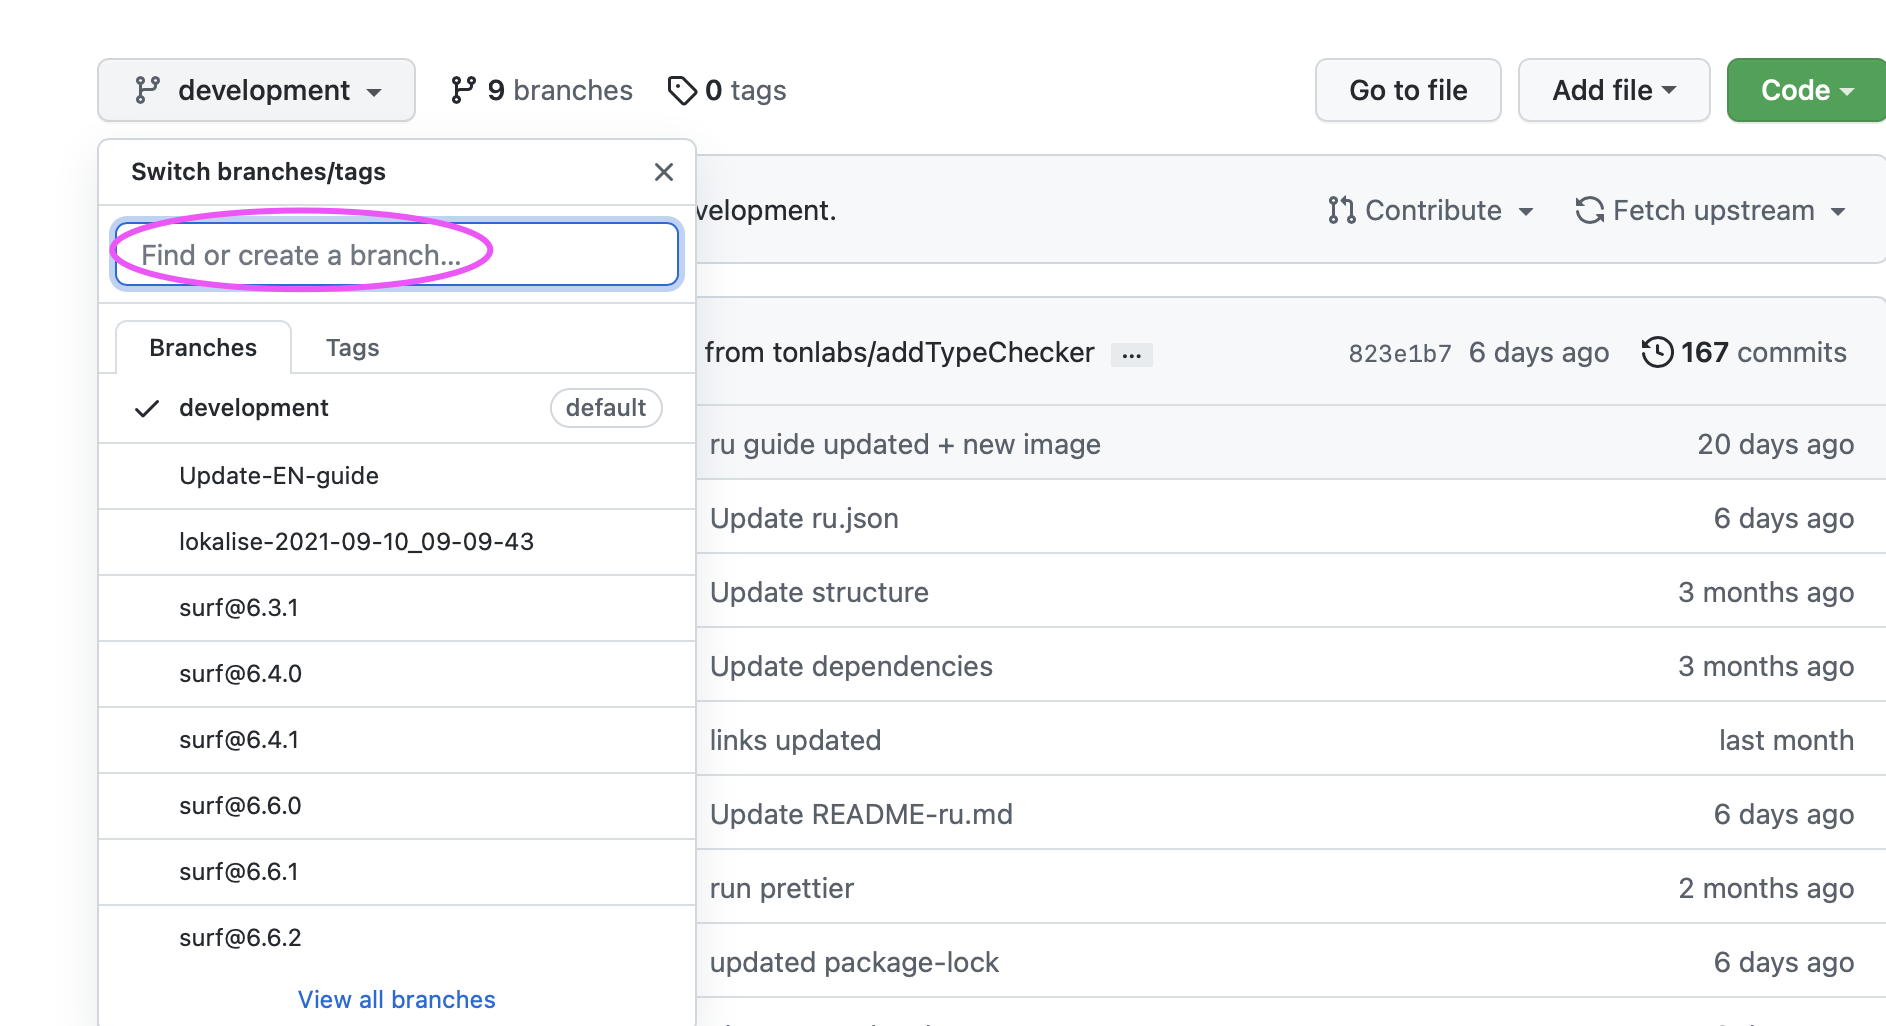 development
9 branches
0 tags
Go to file
Add file
Code
Switch branches/tags
Find or create a branch...
velopment.
Contribute
Fetch upstream
Branches
Tags
from tonlabs/addTypeChecker ...
823e1b7 6 days ago
167 commits
development
default
ru guide updated + new image
20 days ago
Update-EN-guide
Update ru.json
6 days ago
lokalise-2021-09-10_09-09-43
Update structure
3 months ago
surf@6.3.1
Update dependencies
3 months ago
surf@6.4.0
surf@6.4.1
links updated
last month
surf@6.6.0
Update README-ru.md
6 days ago
surf@6.6.1
run prettier
2 months ago
surf@6.6.2
updated package-lock
6 days ago
View all branches